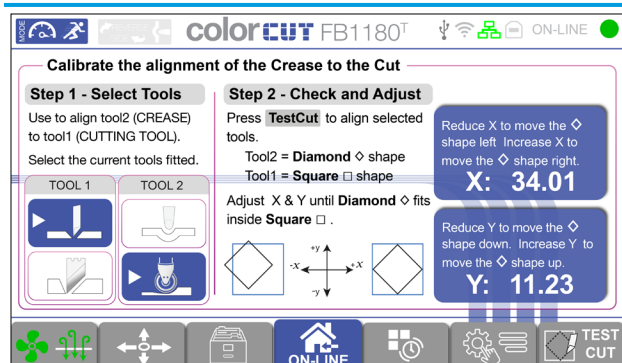 MODE
colorcut FB1180T
ON-LINE
Calibrate the alignment of the Crease to the Cut
Step 1 - Select Tools
Use to align tool2 (CREASE)
to tool1 (CUTTING TOOL).
Select the current tools fitted.
TOOL 1
TOOL 2
Step 2 - Check and Adjust
Press TestCut to align selected
tools.
Tool2 = Diamond ◇ shape
Tool1 = Square □ shape
Adjust X & Y until Diamond ◇ fits
inside Square □ .
+y
-x
+x
-y
Reduce X to move the ◇
shape left Increase X to
move the ◇ shape right.
X: 34.01
Reduce Y to move the ◇
shape down. Increase Y to
move the ◇ shape up.
Y: 11.23
ON-LINE
TEST
CUT